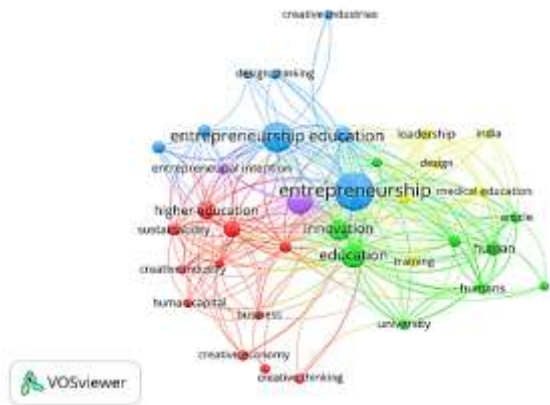 creative industries
design thinking
entrepreneurship education
leadership
india
design
entrepreneurial intention
entrepreneurship
medical education
higher education
article
sustainability
innovation
human
education
training
creative industry
humans
human capital
business
university
creative economy
creative thinking
VOSviewer